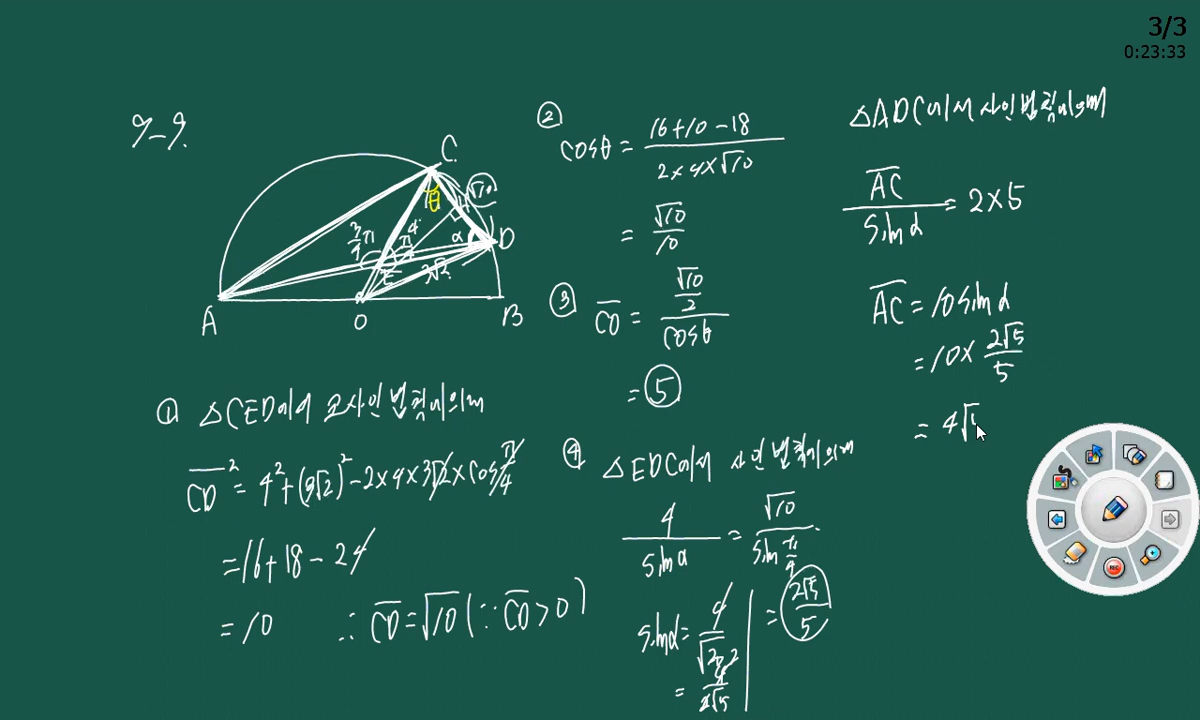 3/3
0:23:33
9-9.
C
√10
θ
3/4 π
π/4
4
H
α
D
E
3√2
A
O
B
① △CED에서 코사인 법칙에 의해
CD² = 4² + (3√2)² - 2×4×3√2 × cos π/4
= 16 + 18 - 24
= 10 ∴ CD = √10 (∵ CD > 0)
②
cosθ = (16+10-18)/(2×4×√10)
= √10/10
③ CO = (√10/2)/cosθ
= ⑤
④ △EDC에서 사인 법칙에 의해
4/sinα = √10/sin π/4
= 2√5/5
△ADC에서 사인 법칙에 의해
AC/sinα = 2×5
AC = 10 sinα
= 10 × 2√5/5
= 4√5
REC